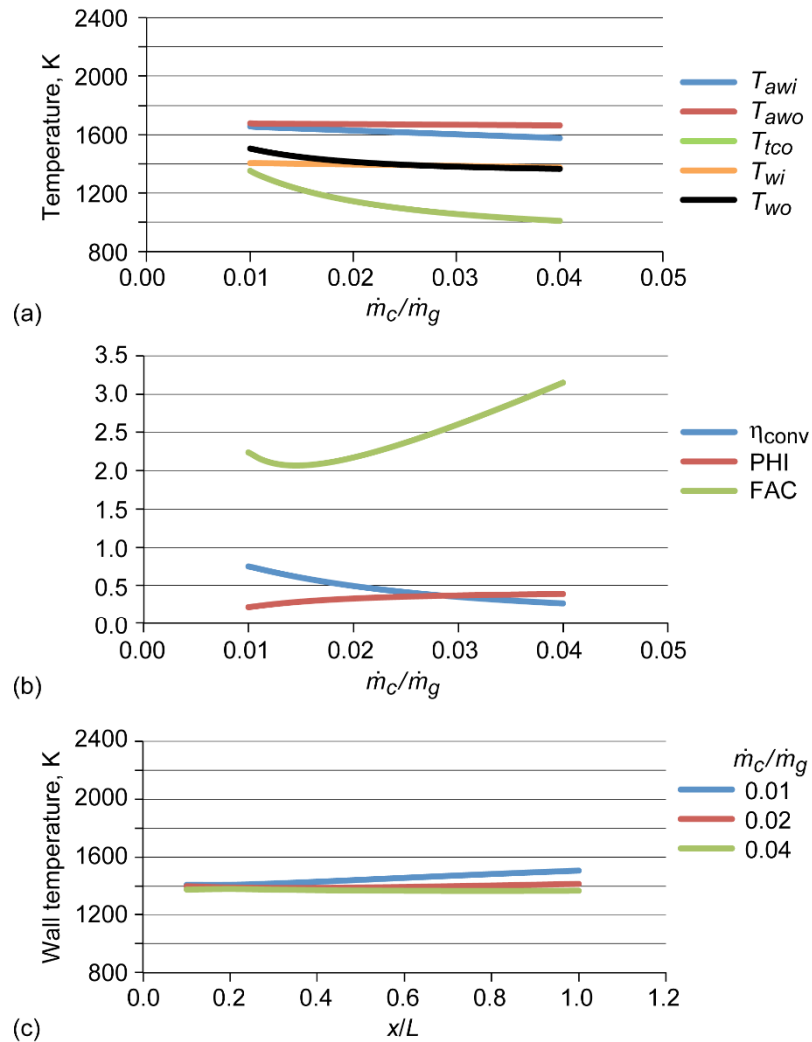 2400
2000
1600
1200
800
Temperature, K
0.00 0.01 0.02 0.03 0.04 0.05
ṁc/ṁg
Tawi
Tawo
Ttco
Twi
Two
(a)
3.5
3.0
2.5
2.0
1.5
1.0
0.5
0.0
0.00 0.01 0.02 0.03 0.04 0.05
ṁc/ṁg
ηconv
PHI
FAC
(b)
2400
2000
1600
1200
800
Wall temperature, K
0.0 0.2 0.4 0.6 0.8 1.0 1.2
x/L
ṁc/ṁg
0.01
0.02
0.04
(c)